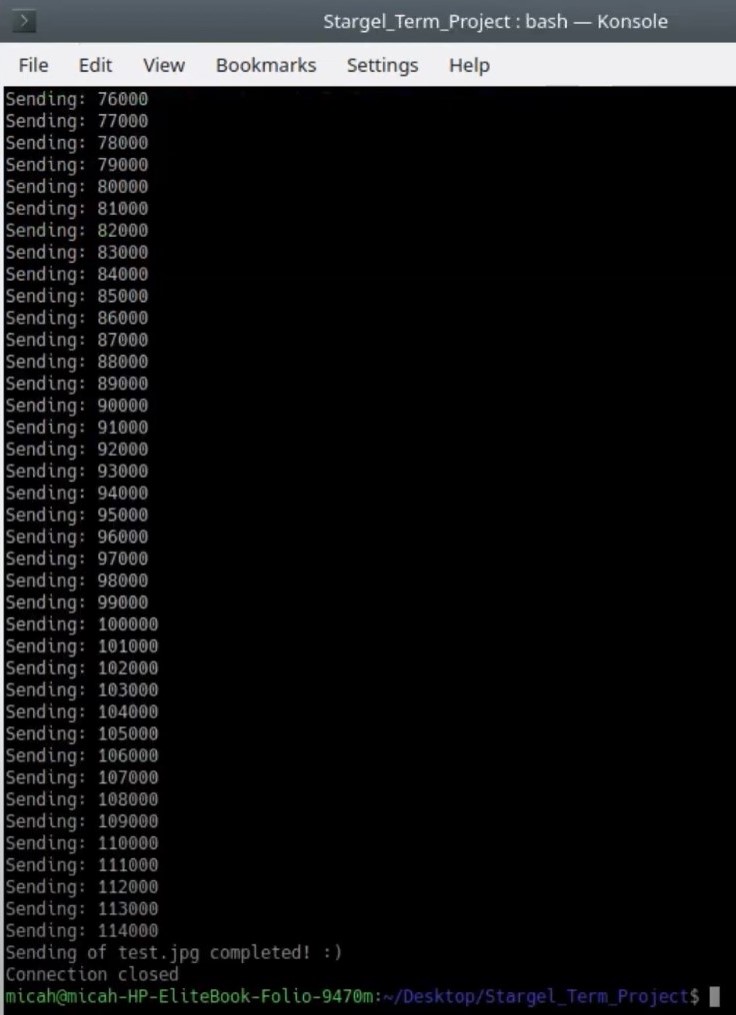 Stargel_Term_Project : bash — Konsole
File Edit View Bookmarks Settings Help
Sending: 76000
Sending: 77000
Sending: 78000
Sending: 79000
Sending: 80000
Sending: 81000
Sending: 82000
Sending: 83000
Sending: 84000
Sending: 85000
Sending: 86000
Sending: 87000
Sending: 88000
Sending: 89000
Sending: 90000
Sending: 91000
Sending: 92000
Sending: 93000
Sending: 94000
Sending: 95000
Sending: 96000
Sending: 97000
Sending: 98000
Sending: 99000
Sending: 100000
Sending: 101000
Sending: 102000
Sending: 103000
Sending: 104000
Sending: 105000
Sending: 106000
Sending: 107000
Sending: 108000
Sending: 109000
Sending: 110000
Sending: 111000
Sending: 112000
Sending: 113000
Sending: 114000
Sending of test.jpg completed! :)
Connection closed
micah@micah-HP-EliteBook-Folio-9470m:~/Desktop/Stargel_Term_Project$